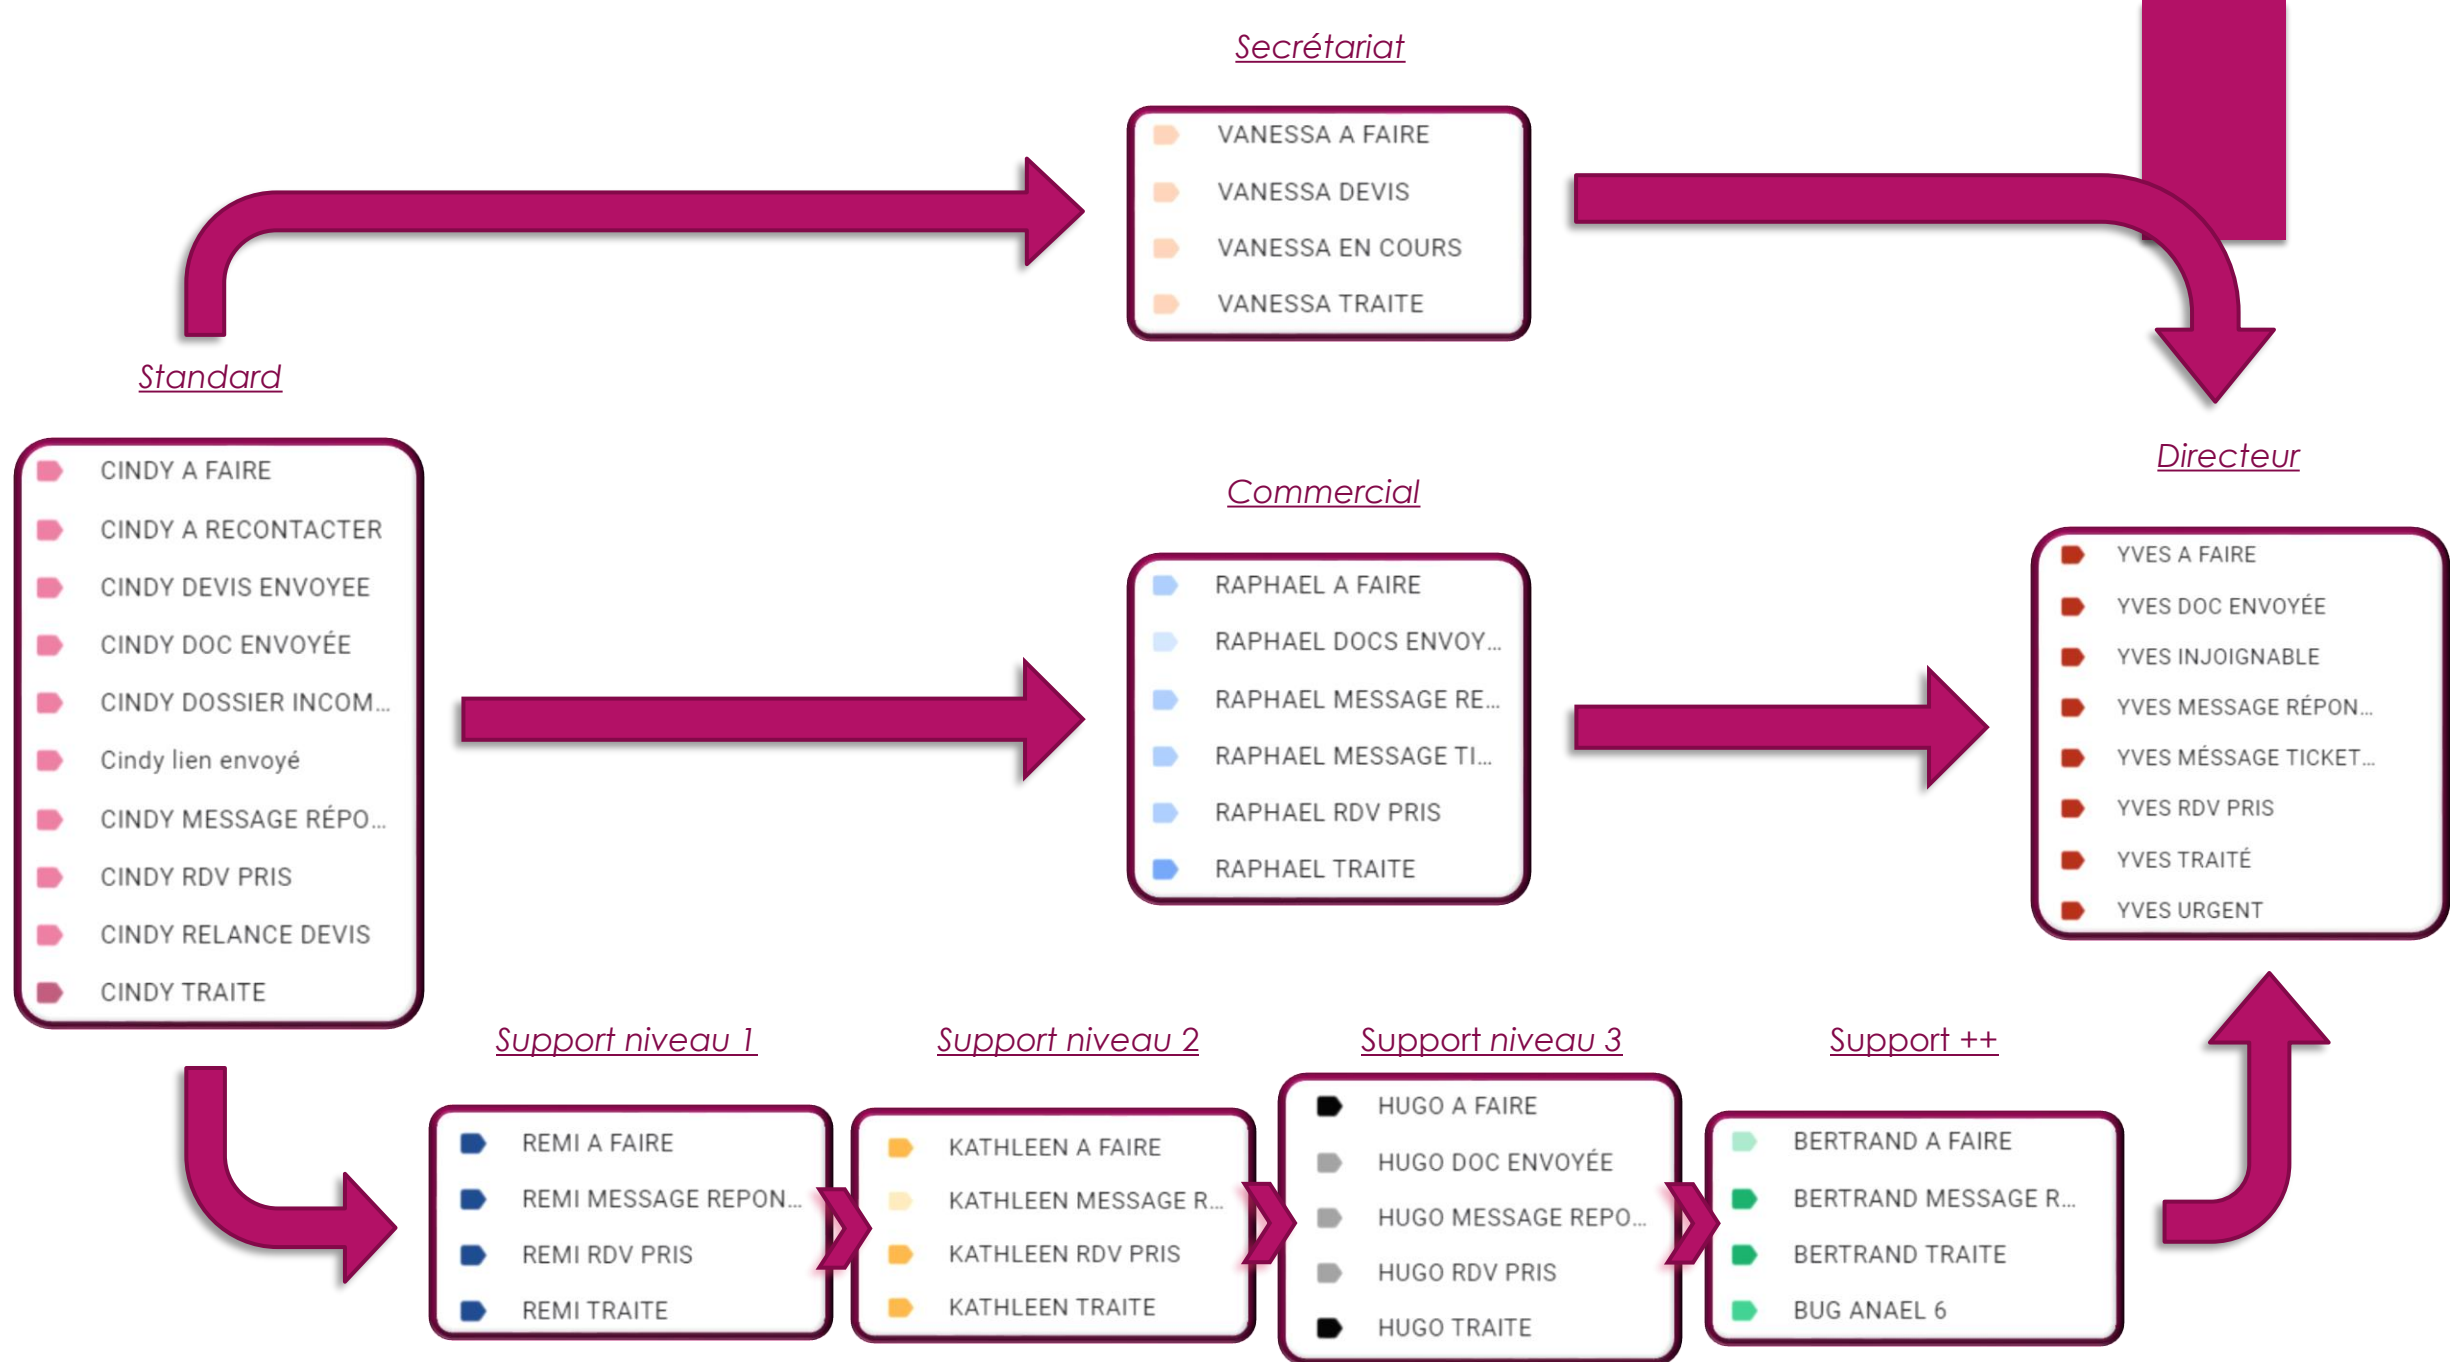 Secrétariat
VANESSA A FAIRE
VANESSA DEVIS
VANESSA EN COURS
VANESSA TRAITE
Standard
CINDY A FAIRE
CINDY A RECONTACTER
CINDY DEVIS ENVOYEE
CINDY DOC ENVOYÉE
CINDY DOSSIER INCOM...
Cindy lien envoyé
CINDY MESSAGE RÉPO...
CINDY RDV PRIS
CINDY RELANCE DEVIS
CINDY TRAITE
Commercial
RAPHAEL A FAIRE
RAPHAEL DOCS ENVOY...
RAPHAEL MESSAGE RE...
RAPHAEL MESSAGE TI...
RAPHAEL RDV PRIS
RAPHAEL TRAITE
Directeur
YVES A FAIRE
YVES DOC ENVOYÉE
YVES INJOIGNABLE
YVES MESSAGE RÉPON...
YVES MÉSSAGE TICKET...
YVES RDV PRIS
YVES TRAITÉ
YVES URGENT
Support niveau 1
REMI A FAIRE
REMI MESSAGE REPON...
REMI RDV PRIS
REMI TRAITE
Support niveau 2
KATHLEEN A FAIRE
KATHLEEN MESSAGE R...
KATHLEEN RDV PRIS
KATHLEEN TRAITE
Support niveau 3
HUGO A FAIRE
HUGO DOC ENVOYÉE
HUGO MESSAGE REPO...
HUGO RDV PRIS
HUGO TRAITE
Support ++
BERTRAND A FAIRE
BERTRAND MESSAGE R...
BERTRAND TRAITE
BUG ANAEL 6